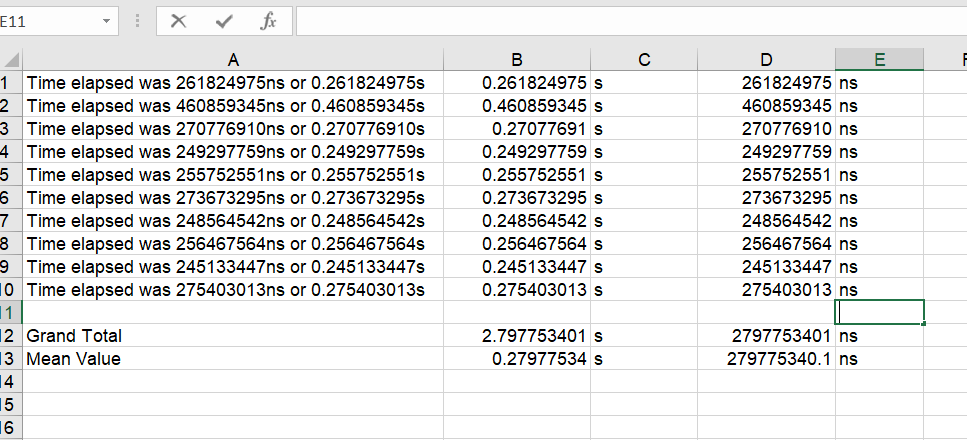 E11 fx
A B C D E F
1 Time elapsed was 261824975ns or 0.261824975s 0.261824975 s 261824975 ns
2 Time elapsed was 460859345ns or 0.460859345s 0.460859345 s 460859345 ns
3 Time elapsed was 270776910ns or 0.270776910s 0.27077691 s 270776910 ns
4 Time elapsed was 249297759ns or 0.249297759s 0.249297759 s 249297759 ns
5 Time elapsed was 255752551ns or 0.255752551s 0.255752551 s 255752551 ns
6 Time elapsed was 273673295ns or 0.273673295s 0.273673295 s 273673295 ns
7 Time elapsed was 248564542ns or 0.248564542s 0.248564542 s 248564542 ns
8 Time elapsed was 256467564ns or 0.256467564s 0.256467564 s 256467564 ns
9 Time elapsed was 245133447ns or 0.245133447s 0.245133447 s 245133447 ns
10 Time elapsed was 275403013ns or 0.275403013s 0.275403013 s 275403013 ns
11
12 Grand Total 2.797753401 s 2797753401 ns
13 Mean Value 0.27977534 s 279775340.1 ns
14
15
16